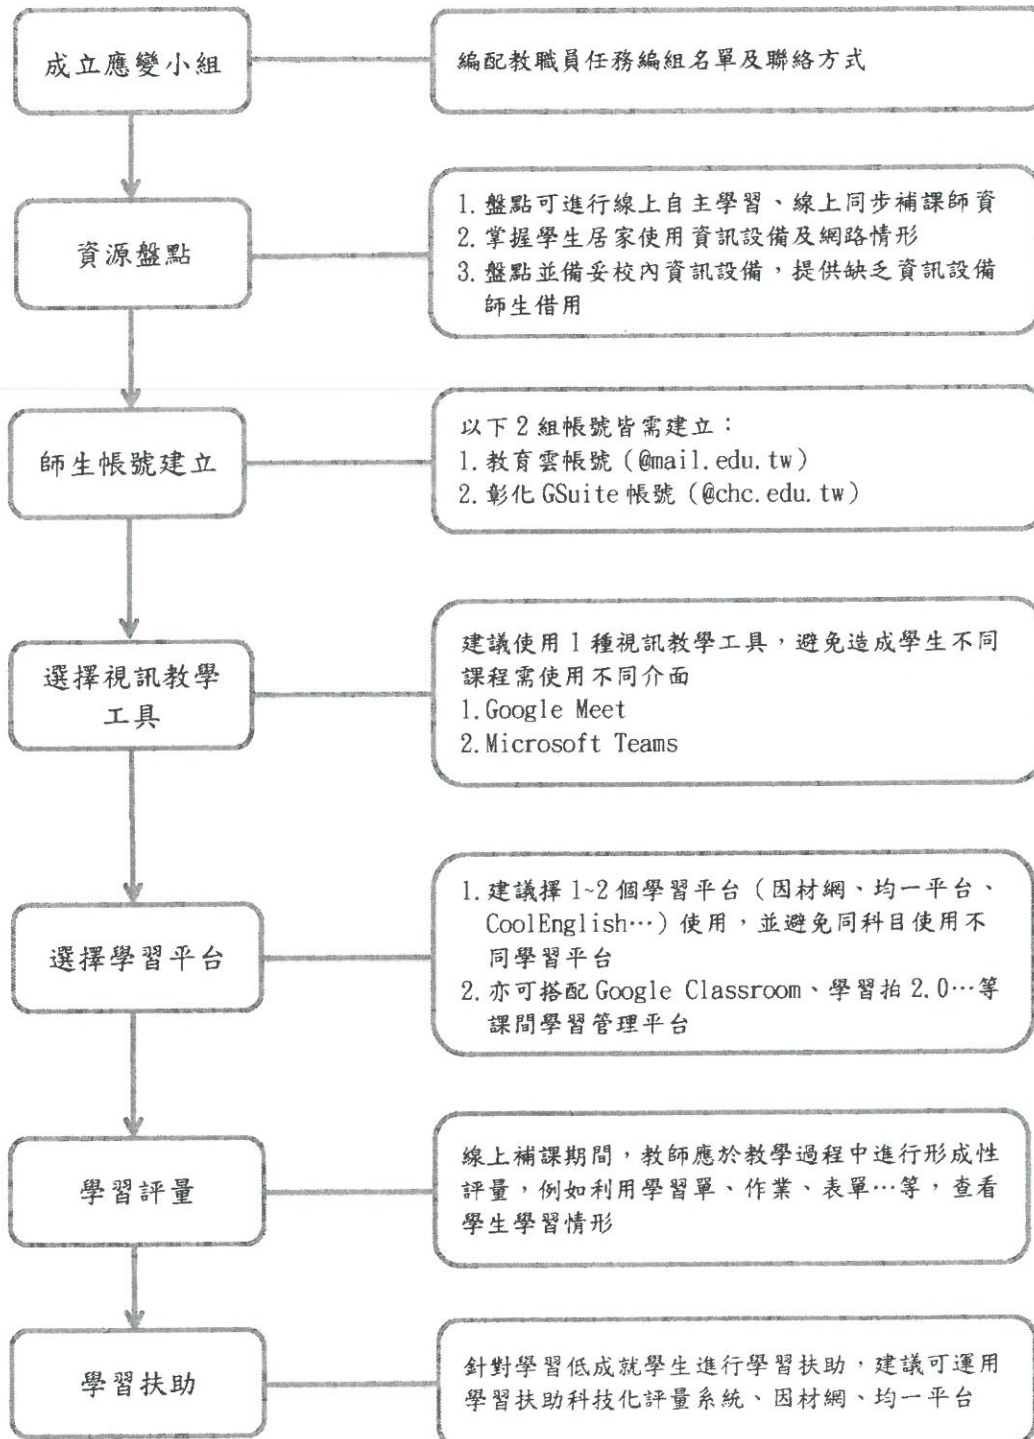 成立應變小組
編配教職員任務編組名單及聯絡方式
資源盤點
1.盤點可進行線上自主學習、線上同步補課師資
2.掌握學生居家使用資訊設備及網路情形
3.盤點並備妥校內資訊設備，提供缺乏資訊設備
師生借用
師生帳號建立
以下2組帳號皆需建立：
1.教育雲帳號（@mail.edu.tw）
2.彰化GSuite帳號（@chc.edu.tw）
選擇視訊教學
工具
建議使用1種視訊教學工具，避免造成學生不同
課程需使用不同介面
1.Google Meet
2.Microsoft Teams
選擇學習平台
1.建議擇1~2個學習平台（因材網、均一平台、
CoolEnglish…）使用，並避免同科目使用不
同學習平台
2.亦可搭配Google Classroom、學習拍2.0…等
課間學習管理平台
學習評量
線上補課期間，教師應於教學過程中進行形成性
評量，例如利用學習單、作業、表單…等，查看
學生學習情形
學習扶助
針對學習低成就學生進行學習扶助，建議可運用
學習扶助科技化評量系統、因材網、均一平台